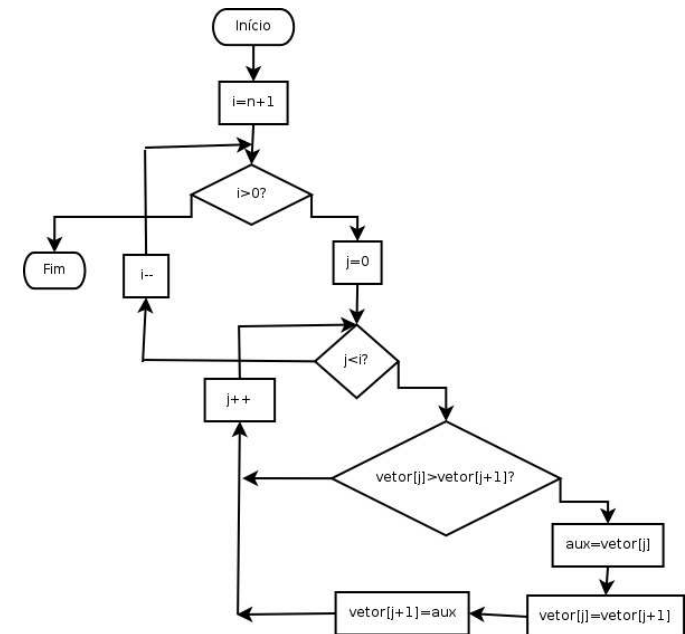 Início
i=n+1
i>0?
Fim
i--
j=0
j<i?
j++
vetor[j]>vetor[j+1]?
aux=vetor[j]
vetor[j+1]=aux
vetor[j]=vetor[j+1]